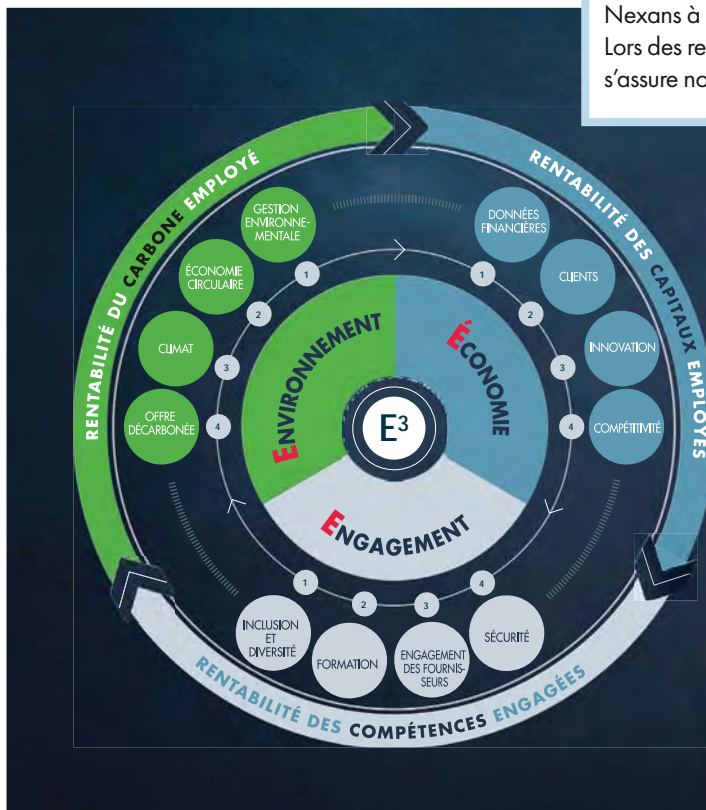 Nexans à
Lors des re
s’assure no
RENTABILITÉ DU CARBONE EMPLOYÉ
RENTABILITÉ DES CAPITAUX EMPLOYÉS
RENTABILITÉ DES COMPÉTENCES ENGAGÉES
GESTION
ENVIRONNE-
MENTALE
1
ÉCONOMIE
CIRCULAIRE
2
CLIMAT
3
OFFRE
DÉCARBONÉE
4
DONNÉES
FINANCIÈRES
1
CLIENTS
2
INNOVATION
3
COMPÉTITIVITÉ
4
ENVIRONNEMENT
ÉCONOMIE
E³
ENGAGEMENT
1
INCLUSION
ET
DIVERSITÉ
2
FORMATION
3
ENGAGEMENT
DES FOURNIS-
SEURS
4
SÉCURITÉ